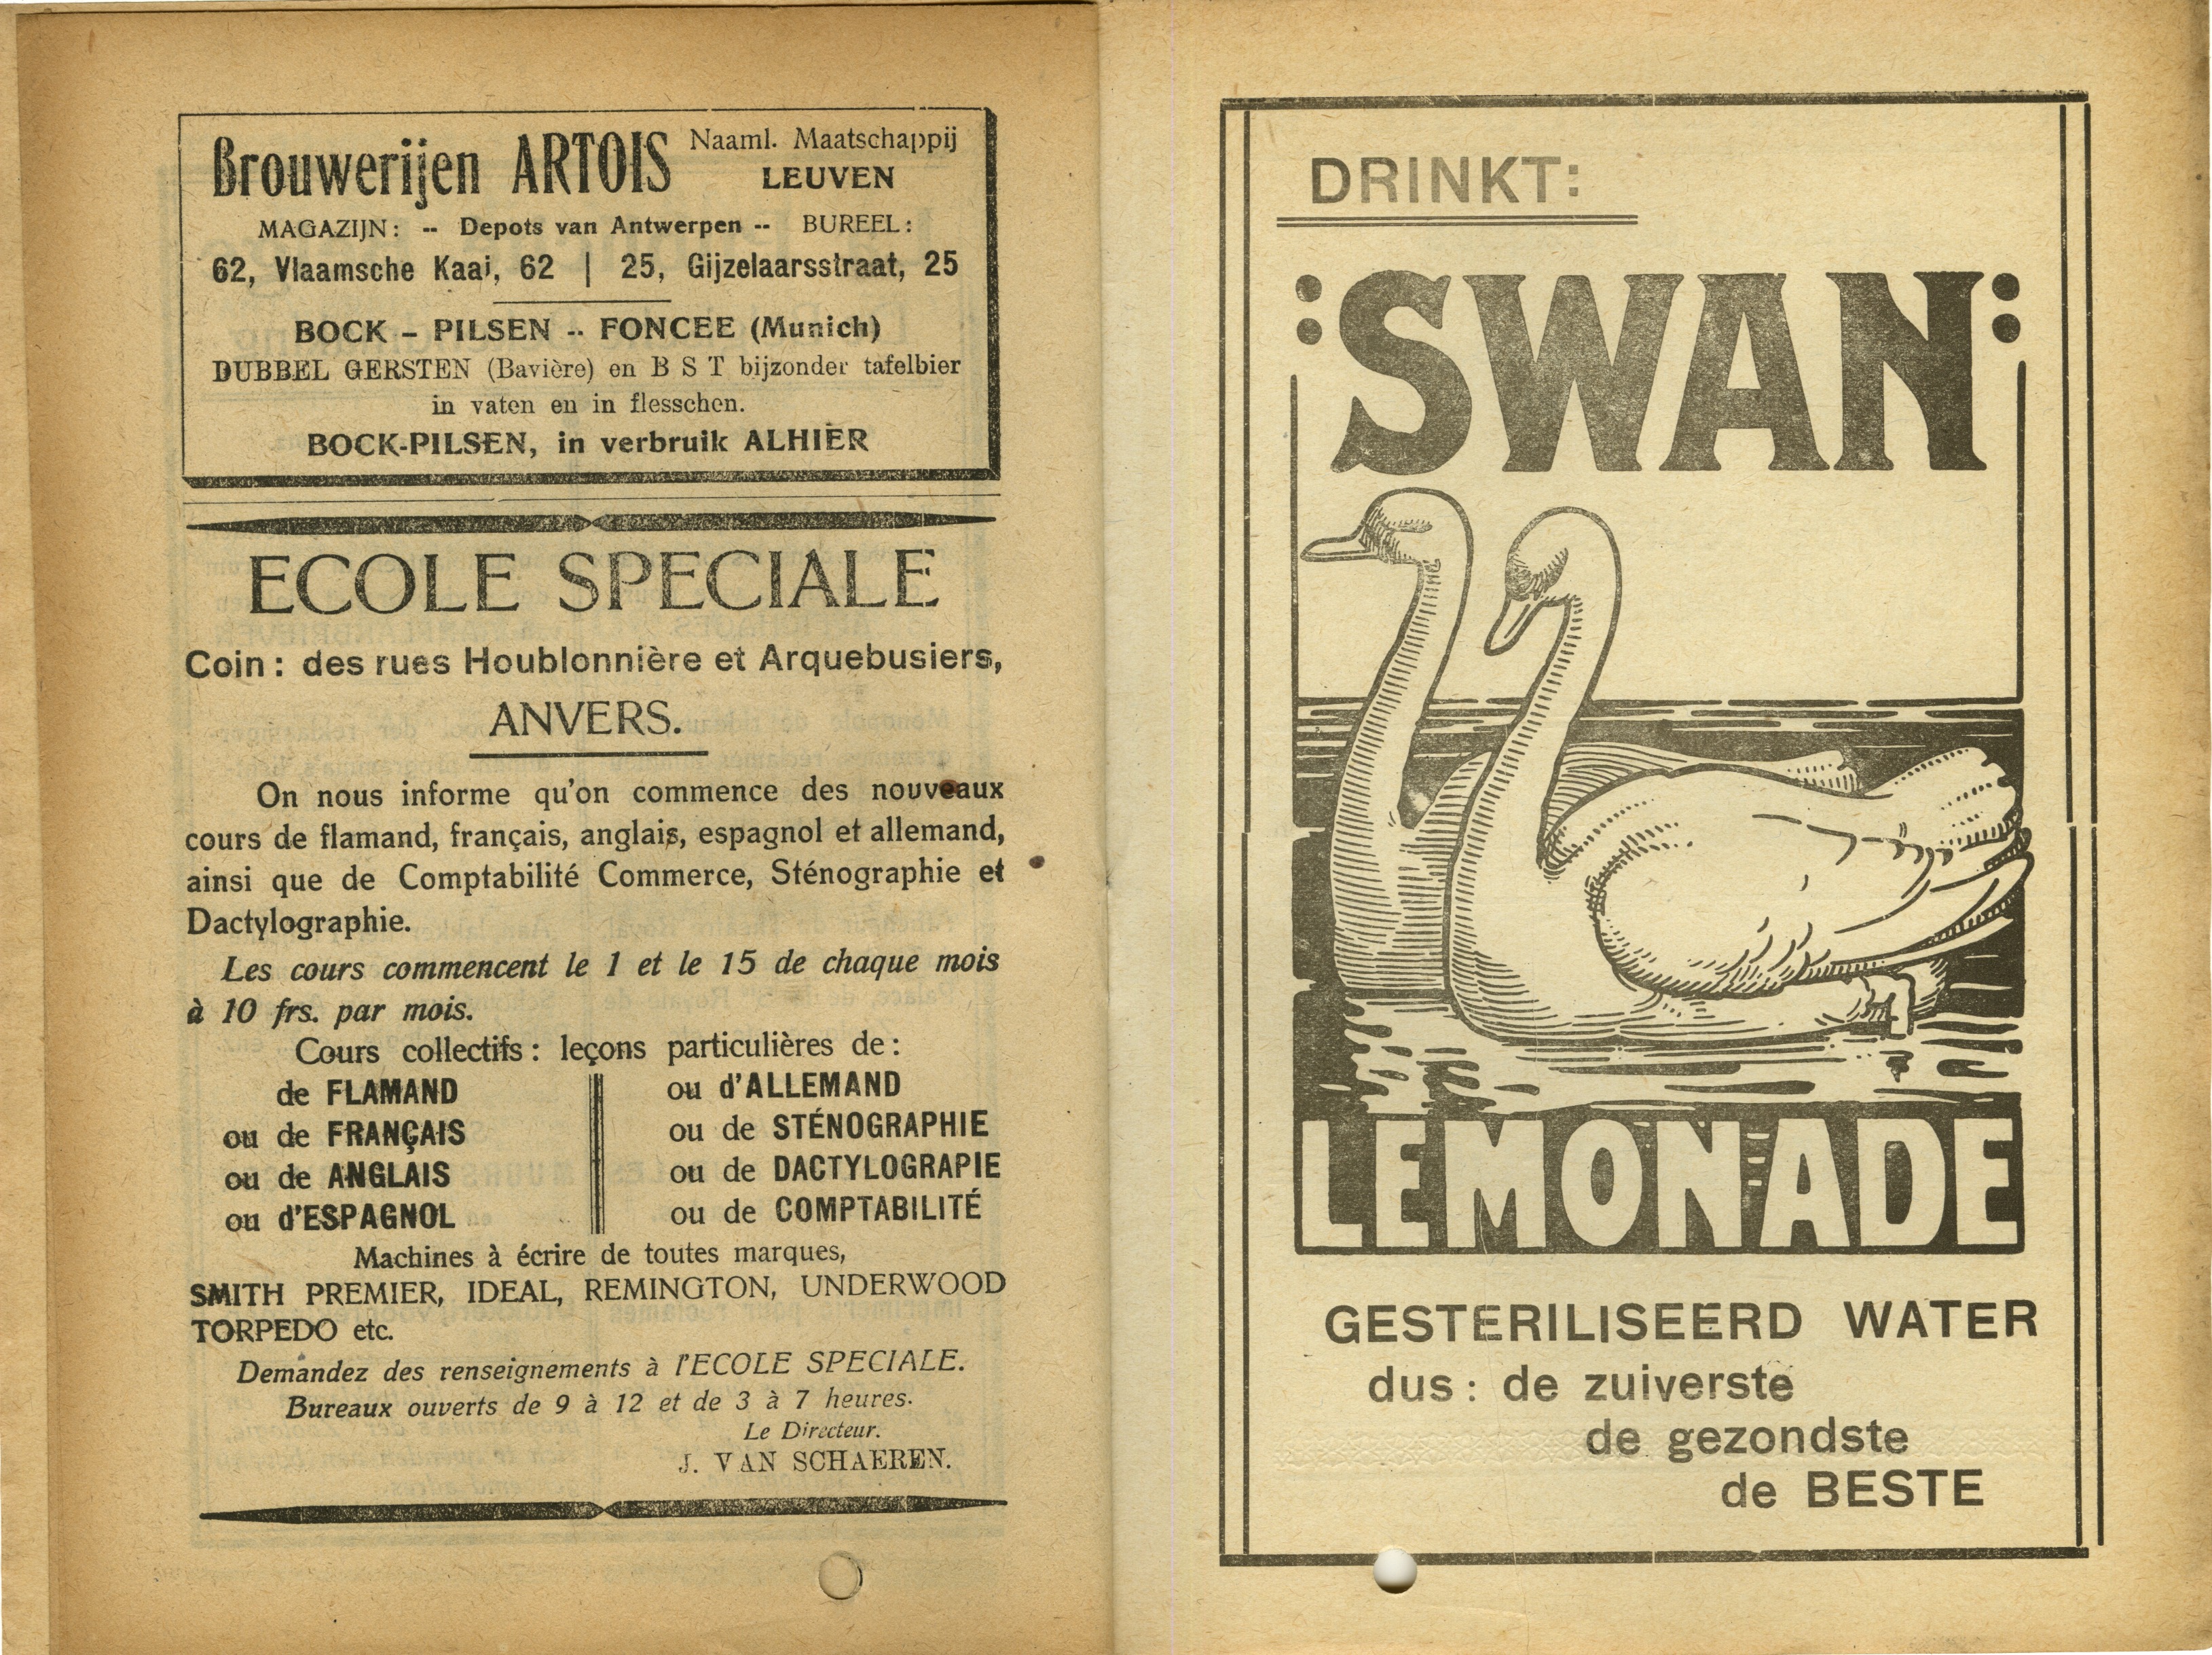 Brouwerijen ARTOIS Naaml. Maatschappij
LEUVEN
MAGAZIJN: -- Depots van Antwerpen -- BUREEL:
62, Vlaamsche Kaai, 62 | 25, Gijzelaarsstraat, 25
BOCK - PILSEN -- FONCEE (Munich)
DUBBEL GERSTEN (Bavière) en B S T bijzonder tafelbier
in vaten en in flesschen.
BOCK-PILSEN, in verbruik ALHIER
ECOLE SPECIALE
Coin: des rues Houblonnière et Arquebusiers,
ANVERS.
On nous informe qu'on commence des nouveaux
cours de flamand, français, anglais, espagnol et allemand,
ainsi que de Comptabilité Commerce, Sténographie et
Dactylographie.
Les cours commencent le 1 et le 15 de chaque mois
à 10 frs. par mois.
Cours collectifs: leçons particulières de:
de FLAMAND
ou de FRANÇAIS
ou de ANGLAIS
ou d'ESPAGNOL
ou d'ALLEMAND
ou de STÉNOGRAPHIE
ou de DACTYLOGRAPIE
ou de COMPTABILITÉ
Machines à écrire de toutes marques,
SMITH PREMIER, IDEAL, REMINGTON, UNDERWOOD
TORPEDO etc.
Demandez des renseignements à l'ECOLE SPECIALE.
Bureaux ouverts de 9 à 12 et de 3 à 7 heures.
Le Directeur.
J. VAN SCHAEREN.
DRINKT:
:SWAN:
LEMONADE
GESTERILISEERD WATER
dus: de zuiverste
de gezondste
de BESTE